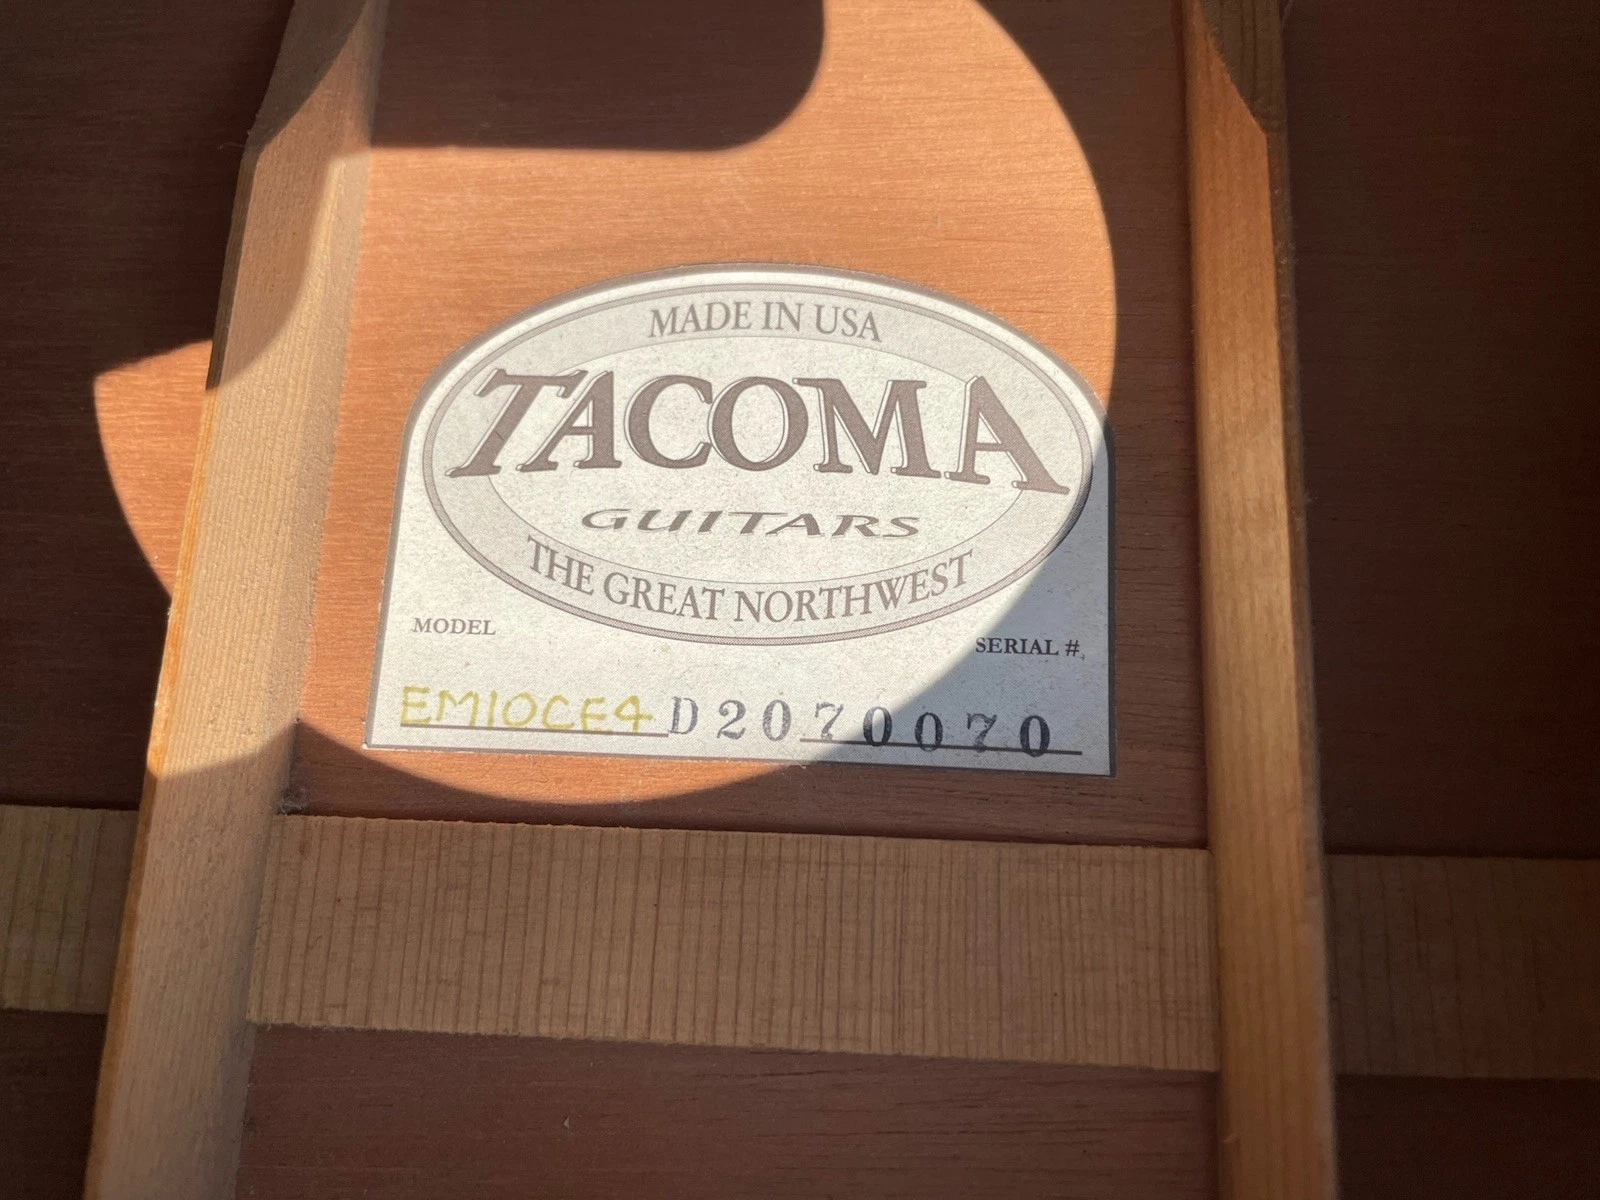 MADE IN USA
TACOMA
GUITARS
THE GREAT NORTHWEST
MODEL
SERIAL #
EM10CE4 D2070070